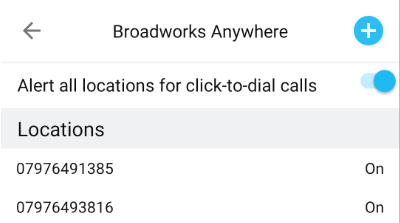 Broadworks Anywhere
Alert all locations for click-to-dial calls
Locations
07976491385 On
07976493816 On